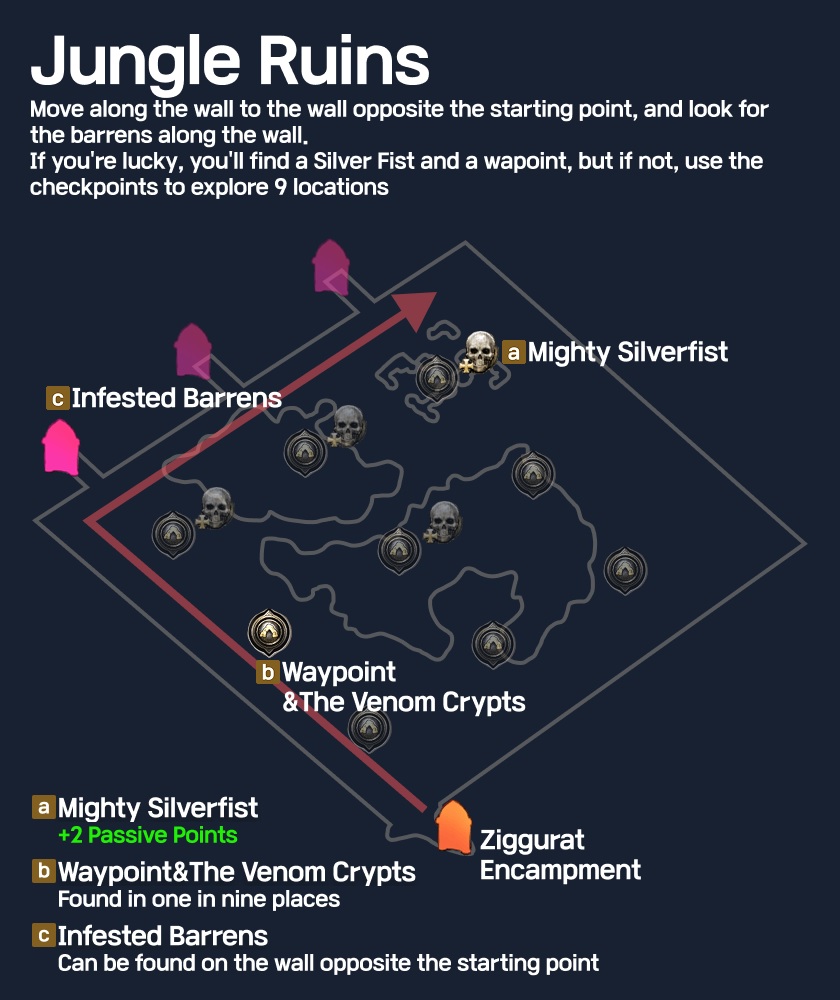 Jungle Ruins
Move along the wall to the wall opposite the starting point, and look for
the barrens along the wall.
If you're lucky, you'll find a Silver Fist and a wapoint, but if not, use the
checkpoints to explore 9 locations
a Mighty Silverfist
c Infested Barrens
b Waypoint
&The Venom Crypts
Ziggurat
Encampment
a Mighty Silverfist
+2 Passive Points
b Waypoint&The Venom Crypts
Found in one in nine places
c Infested Barrens
Can be found on the wall opposite the starting point